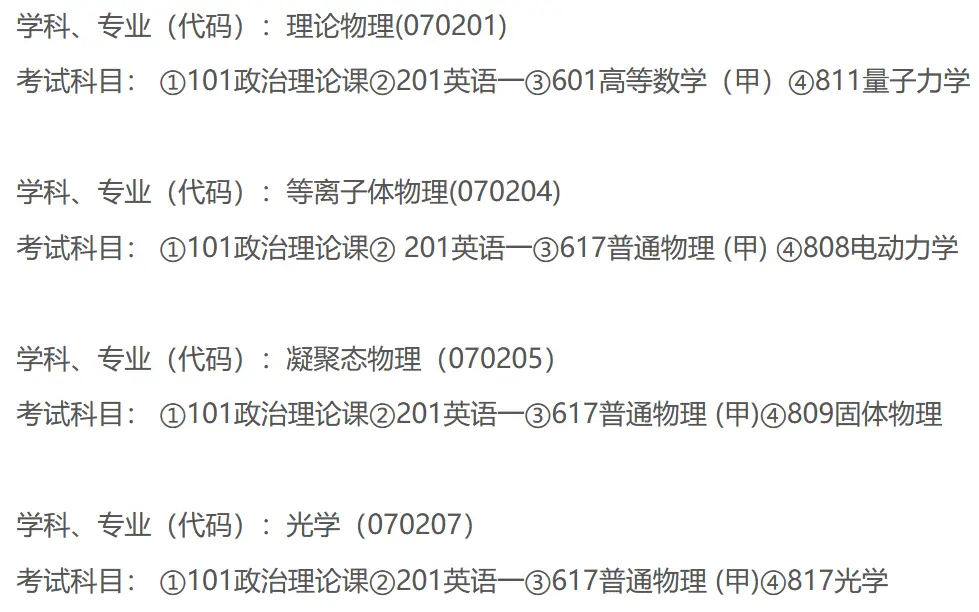 学科、专业（代码）：理论物理(070201)
考试科目： ①101政治理论课②201英语一③601高等数学（甲）④811量子力学
学科、专业（代码）：等离子体物理(070204)
考试科目： ①101政治理论课② 201英语一③617普通物理 (甲) ④808电动力学
学科、专业（代码）：凝聚态物理（070205）
考试科目： ①101政治理论课②201英语一③617普通物理 (甲)④809固体物理
学科、专业（代码）：光学（070207）
考试科目： ①101政治理论课②201英语一③617普通物理 (甲)④817光学